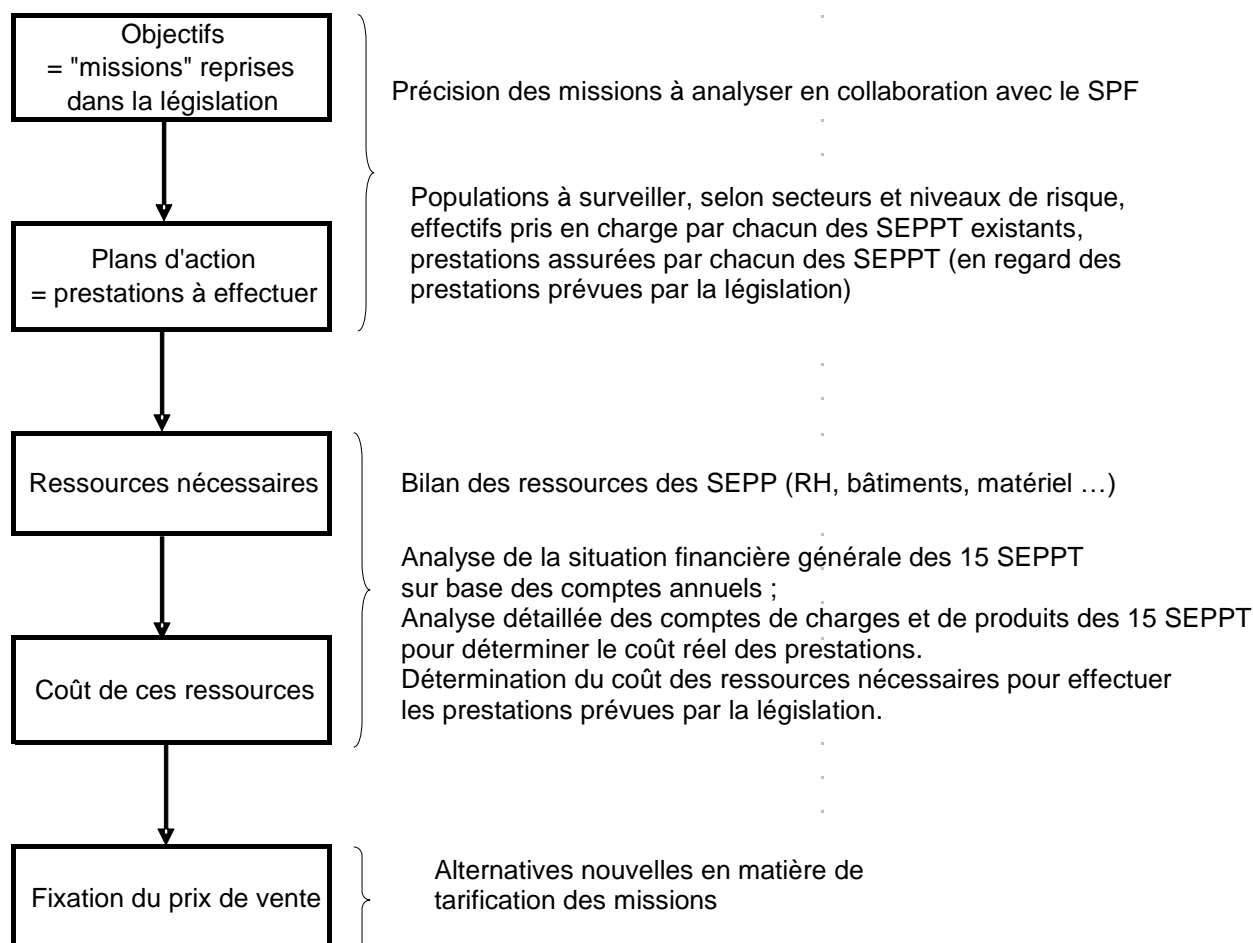 Objectifs
= "missions" reprises
dans la législation
Précision des missions à analyser en collaboration avec le SPF
Populations à surveiller, selon secteurs et niveaux de risque,
effectifs pris en charge par chacun des SEPPT existants,
prestations assurées par chacun des SEPPT (en regard des
prestations prévues par la législation)
Plans d'action
= prestations à effectuer
Ressources nécessaires
Bilan des ressources des SEPP (RH, bâtiments, matériel …)
Analyse de la situation financière générale des 15 SEPPT
sur base des comptes annuels ;
Analyse détaillée des comptes de charges et de produits des 15 SEPPT
pour déterminer le coût réel des prestations.
Détermination du coût des ressources nécessaires pour effectuer
les prestations prévues par la législation.
Coût de ces ressources
Fixation du prix de vente
Alternatives nouvelles en matière de
tarification des missions